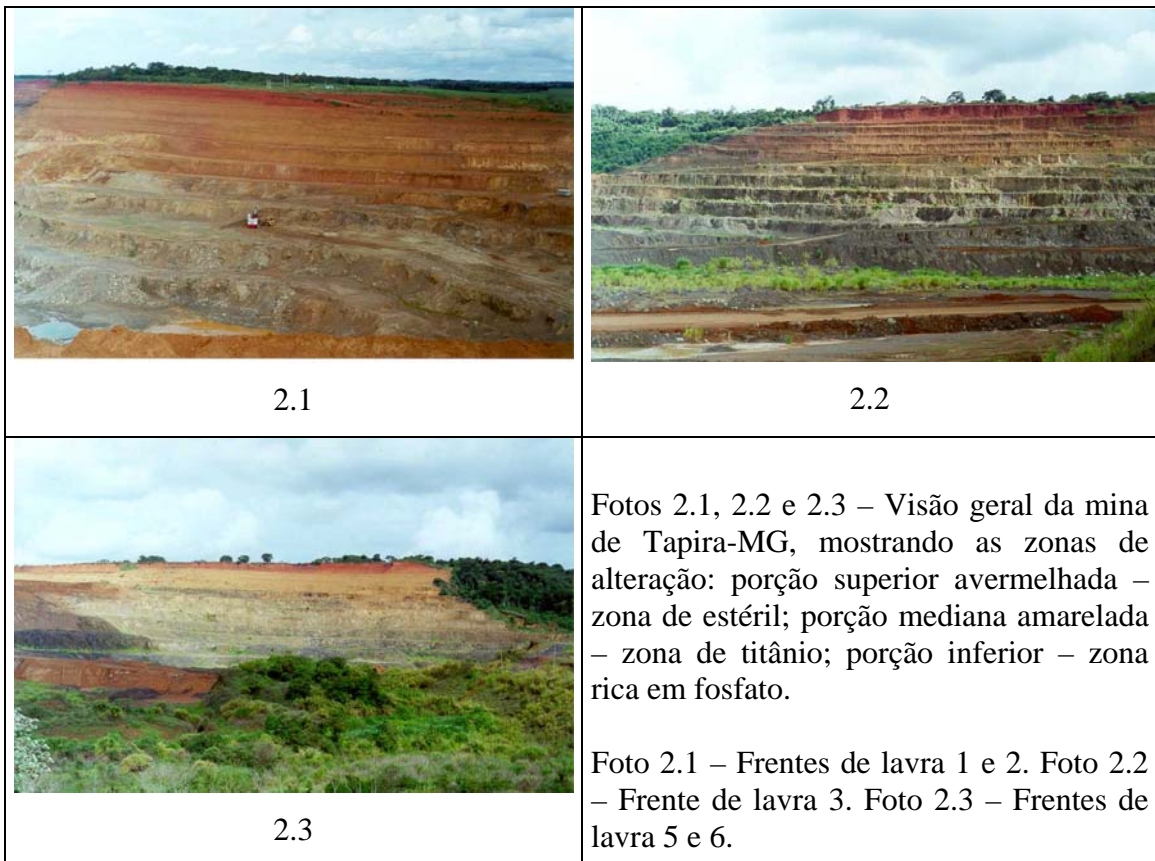 2.1
2.2
2.3
Fotos 2.1, 2.2 e 2.3 – Visão geral da mina
de Tapira-MG, mostrando as zonas de
alteração: porção superior avermelhada –
zona de estéril; porção mediana amarelada
– zona de titânio; porção inferior – zona
rica em fosfato.
Foto 2.1 – Frentes de lavra 1 e 2. Foto 2.2
– Frente de lavra 3. Foto 2.3 – Frentes de
lavra 5 e 6.